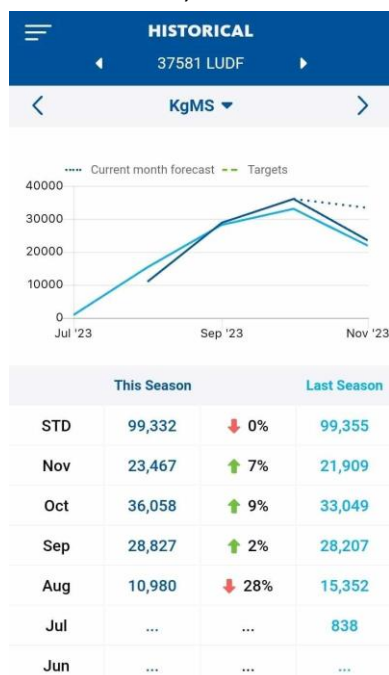 HISTORICAL
37581 LUDF
KgMS
Current month forecast Targets
40000
30000
20000
10000
0
Jul '23 Sep '23 Nov '23
This Season Last Season
STD 99,332 0% 99,355
Nov 23,467 7% 21,909
Oct 36,058 9% 33,049
Sep 28,827 2% 28,207
Aug 10,980 28% 15,352
Jul ... ... 838
Jun ... ... ...